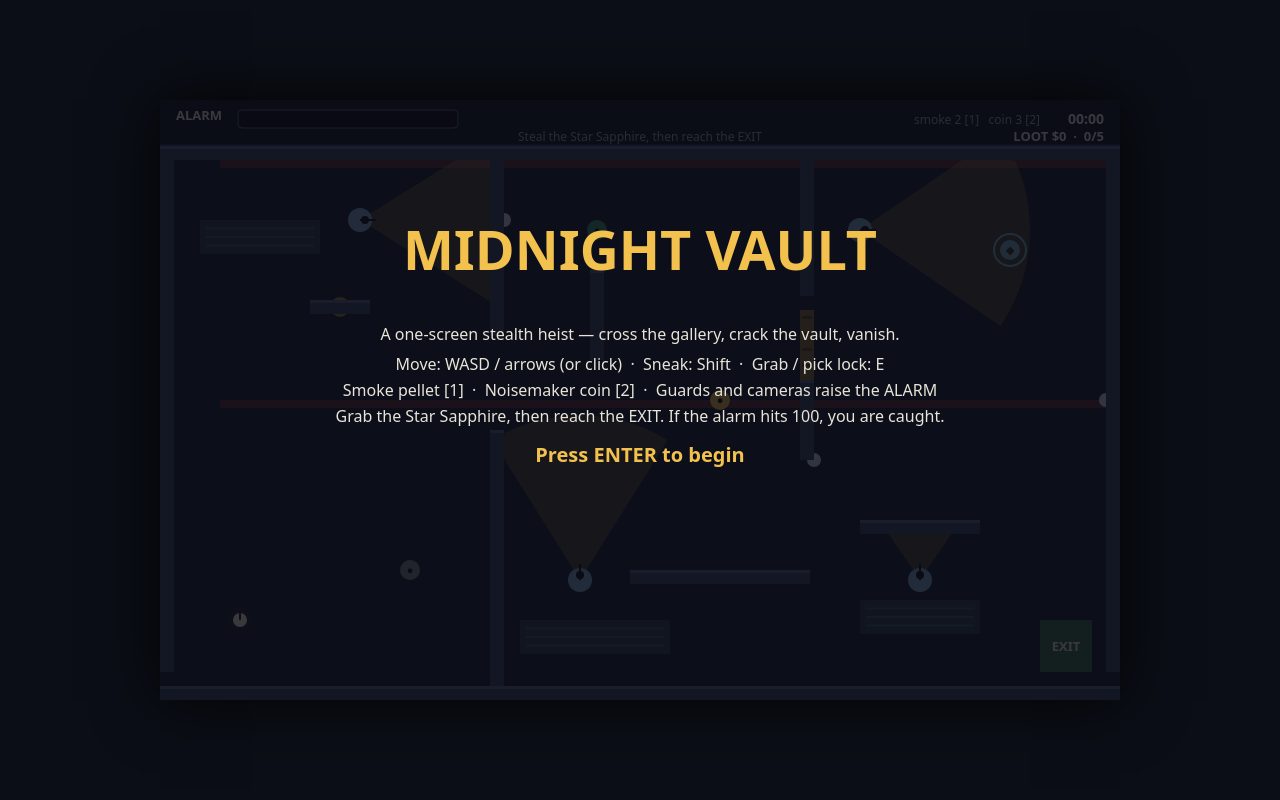 ALARM
smoke 2 [1] coin 3 [2] 00:00
Steal the Star Sapphire, then reach the EXIT
LOOT $0 · 0/5
MIDNIGHT VAULT
A one-screen stealth heist — cross the gallery, crack the vault, vanish.
Move: WASD / arrows (or click) · Sneak: Shift · Grab / pick lock: E
Smoke pellet [1] · Noisemaker coin [2] · Guards and cameras raise the ALARM
Grab the Star Sapphire, then reach the EXIT. If the alarm hits 100, you are caught.
Press ENTER to begin
EXIT